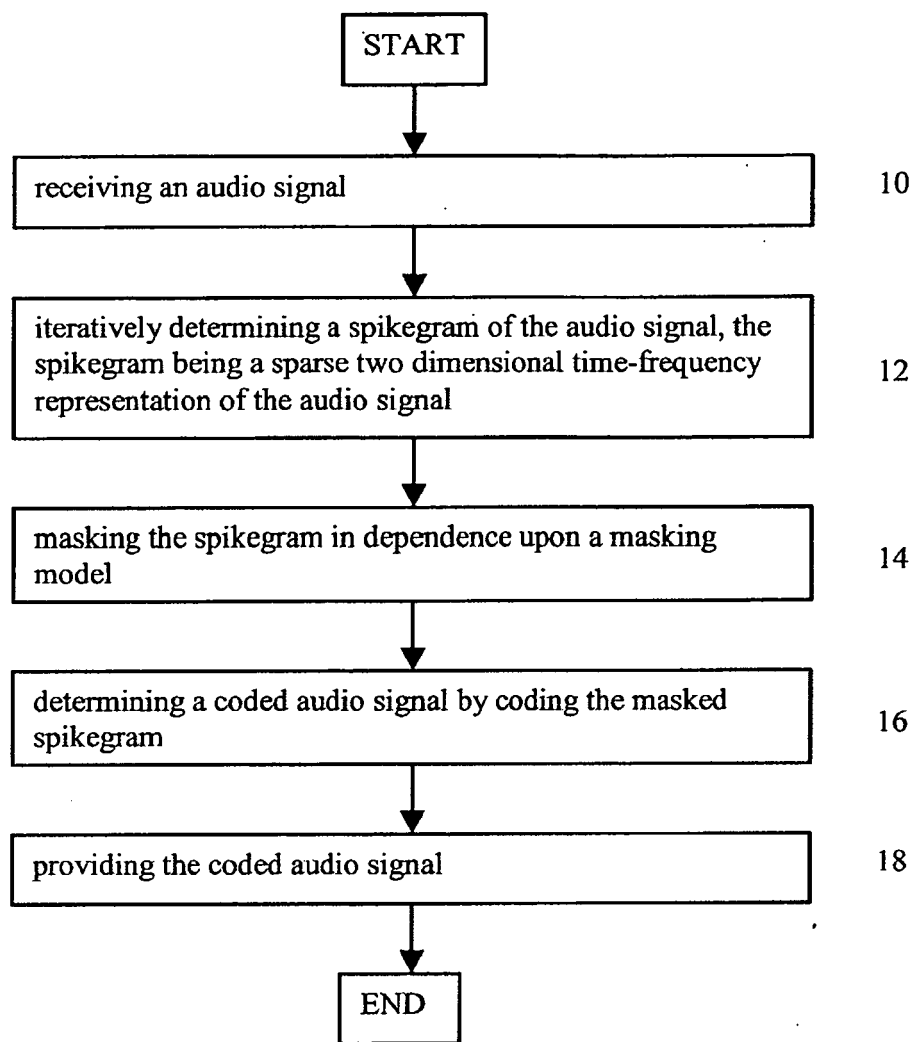 START
receiving an audio signal
10
iteratively determining a spikegram of the audio signal, the
spikegram being a sparse two dimensional time-frequency
representation of the audio signal
12
masking the spikegram in dependence upon a masking
model
14
determining a coded audio signal by coding the masked
spikegram
16
providing the coded audio signal
18
END